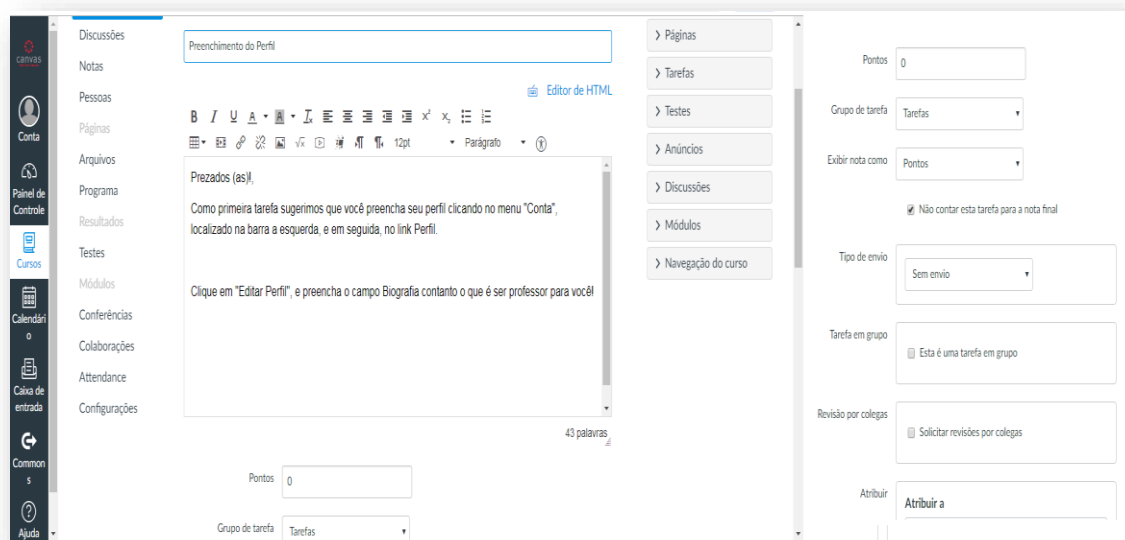 canvas
Conta
Painel de
Controle
Cursos
Calendári
o
Caixa de
entrada
Common
s
Ajuda
Discussões
Notas
Pessoas
Páginas
Arquivos
Programa
Resultados
Testes
Módulos
Conferências
Colaborações
Attendance
Configurações
Preenchimento do Perfil
Editor de HTML
B I U A A Ix x² x₂
√x ¶ ¶ 12pt Parágrafo
Prezados (as)!,
Como primeira tarefa sugerimos que você preencha seu perfil clicando no menu "Conta",
localizado na barra a esquerda, e em seguida, no link Perfil.
Clique em "Editar Perfil", e preencha o campo Biografia contanto o que é ser professor para você!
43 palavras
Pontos 0
Grupo de tarefa Tarefas
> Páginas
> Tarefas
> Testes
> Anúncios
> Discussões
> Módulos
> Navegação do curso
Pontos 0
Grupo de tarefa Tarefas
Exibir nota como Pontos
Não contar esta tarefa para a nota final
Tipo de envio
Sem envio
Tarefa em grupo
Esta é uma tarefa em grupo
Revisão por colegas
Solicitar revisões por colegas
Atribuir
Atribuir a